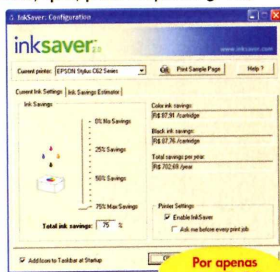 InkSaver: Configuration
inksaver 2.0
www.inksaver.com
Current printer: EPSON Stylus C62 Series
Print Sample Page
Help ?
Current Ink Settings
Ink Savings Estimator
Ink Savings
0% No Savings
25% Savings
50% Savings
75% Max Savings
Total ink savings: 75 %
Color ink savings:
R$ 87,91 /cartridge
Black ink savings:
R$ 87,76 /cartridge
Total savings per year:
R$ 702,69 /year
Printer Settings
Enable InkSaver
Ask me before every print job
Add Icon to Taskbar at Startup
Por apenas